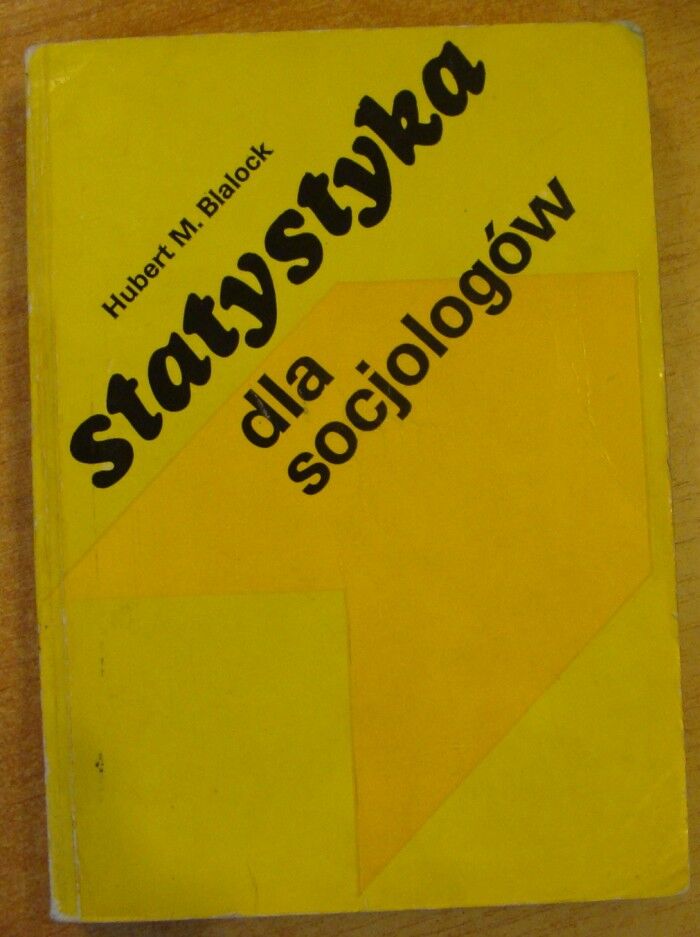 Hubert M. Blalock
Statystyka
dla
socjologów